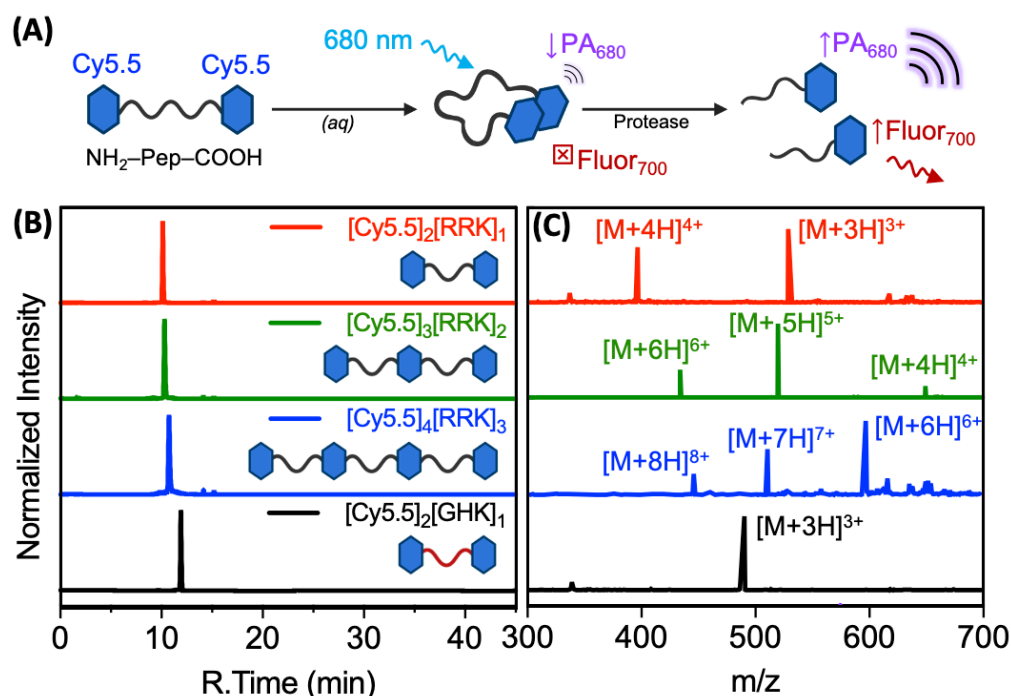 (A)
Cy5.5 Cy5.5
NH₂–Pep–COOH
(aq)
680 nm
↓PA₆₈₀
☒ Fluor₇₀₀
Protease
↑PA₆₈₀
↑Fluor₇₀₀
(B)
[Cy5.5]₂[RRK]₁
[Cy5.5]₃[RRK]₂
[Cy5.5]₄[RRK]₃
[Cy5.5]₂[GHK]₁
Normalized Intensity
0 10 20 30 40
R.Time (min)
(C)
[M+4H]⁴⁺ [M+3H]³⁺
[M+6H]⁶⁺ [M+5H]⁵⁺ [M+4H]⁴⁺
[M+8H]⁸⁺ [M+7H]⁷⁺ [M+6H]⁶⁺
[M+3H]³⁺
300 400 500 600 700
m/z